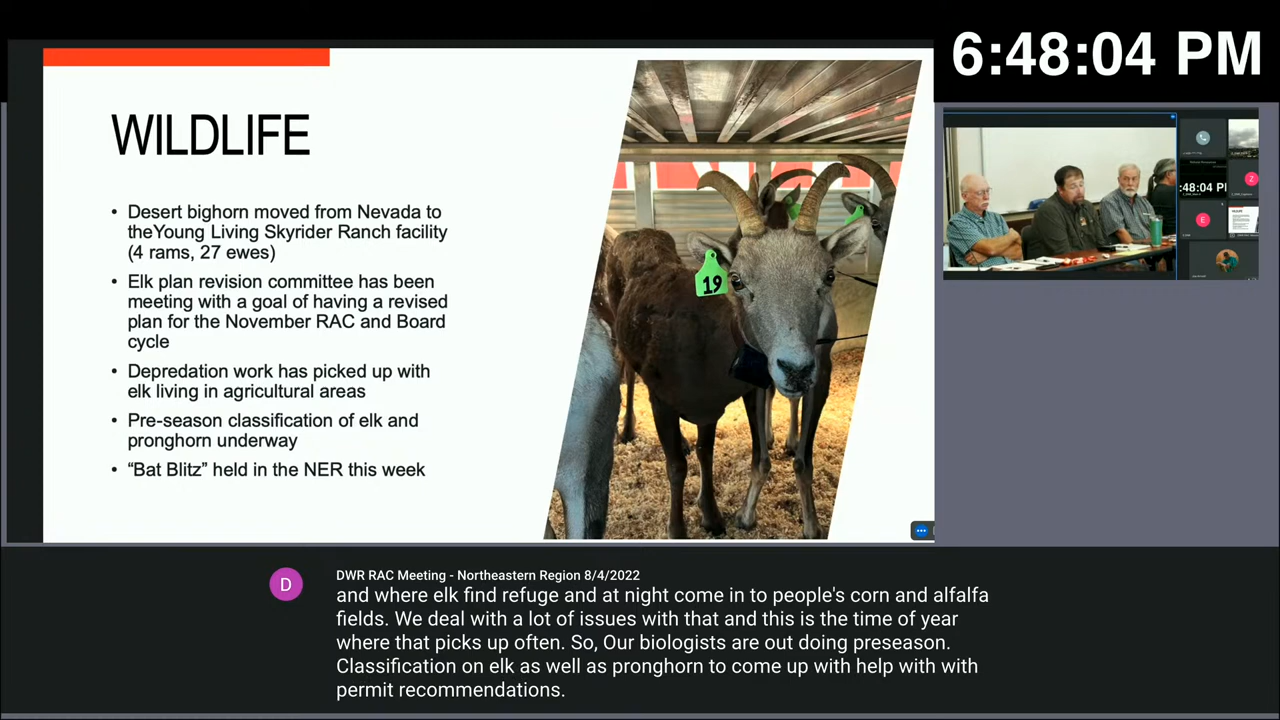 6:48:04 PM
WILDLIFE
• Desert bighorn moved from Nevada to
theYoung Living Skyrider Ranch facility
(4 rams, 27 ewes)
• Elk plan revision committee has been
meeting with a goal of having a revised
plan for the November RAC and Board
cycle
• Depredation work has picked up with
elk living in agricultural areas
• Pre-season classification of elk and
pronghorn underway
• “Bat Blitz” held in the NER this week
19
:48:04 PM
Z
E
D
DWR RAC Meeting - Northeastern Region 8/4/2022
and where elk find refuge and at night come in to people's corn and alfalfa
fields. We deal with a lot of issues with that and this is the time of year
where that picks up often. So, Our biologists are out doing preseason.
Classification on elk as well as pronghorn to come up with help with with
permit recommendations.